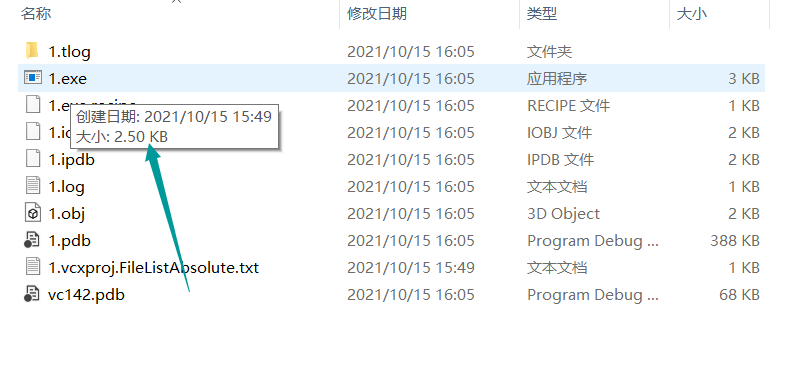 名称 修改日期 类型 大小
1.tlog 2021/10/15 16:05 文件夹
1.exe 2021/10/15 16:05 应用程序 3 KB
2021/10/15 16:05 RECIPE 文件 1 KB
创建日期: 2021/10/15 15:49
2021/10/15 16:05 IOBJ 文件 2 KB
大小: 2.50 KB
1.ipdb 2021/10/15 16:05 IPDB 文件 2 KB
1.log 2021/10/15 16:05 文本文档 1 KB
1.obj 2021/10/15 16:05 3D Object 2 KB
1.pdb 2021/10/15 16:05 Program Debug ... 388 KB
1.vcxproj.FileListAbsolute.txt 2021/10/15 15:49 文本文档 1 KB
vc142.pdb 2021/10/15 16:05 Program Debug ... 68 KB